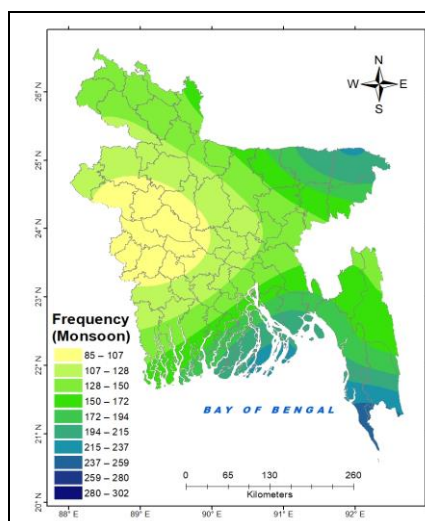 N
W E
S
26° N
25° N
24° N
23° N
22° N
21° N
20° N
Frequency
(Monsoon)
85 – 107
107 – 128
128 – 150
150 – 172
172 – 194
194 – 215
215 – 237
237 – 259
259 – 280
280 – 302
BAY OF BENGAL
0 65 130 260
Kilometers
88° E 89° E 90° E 91° E 92° E